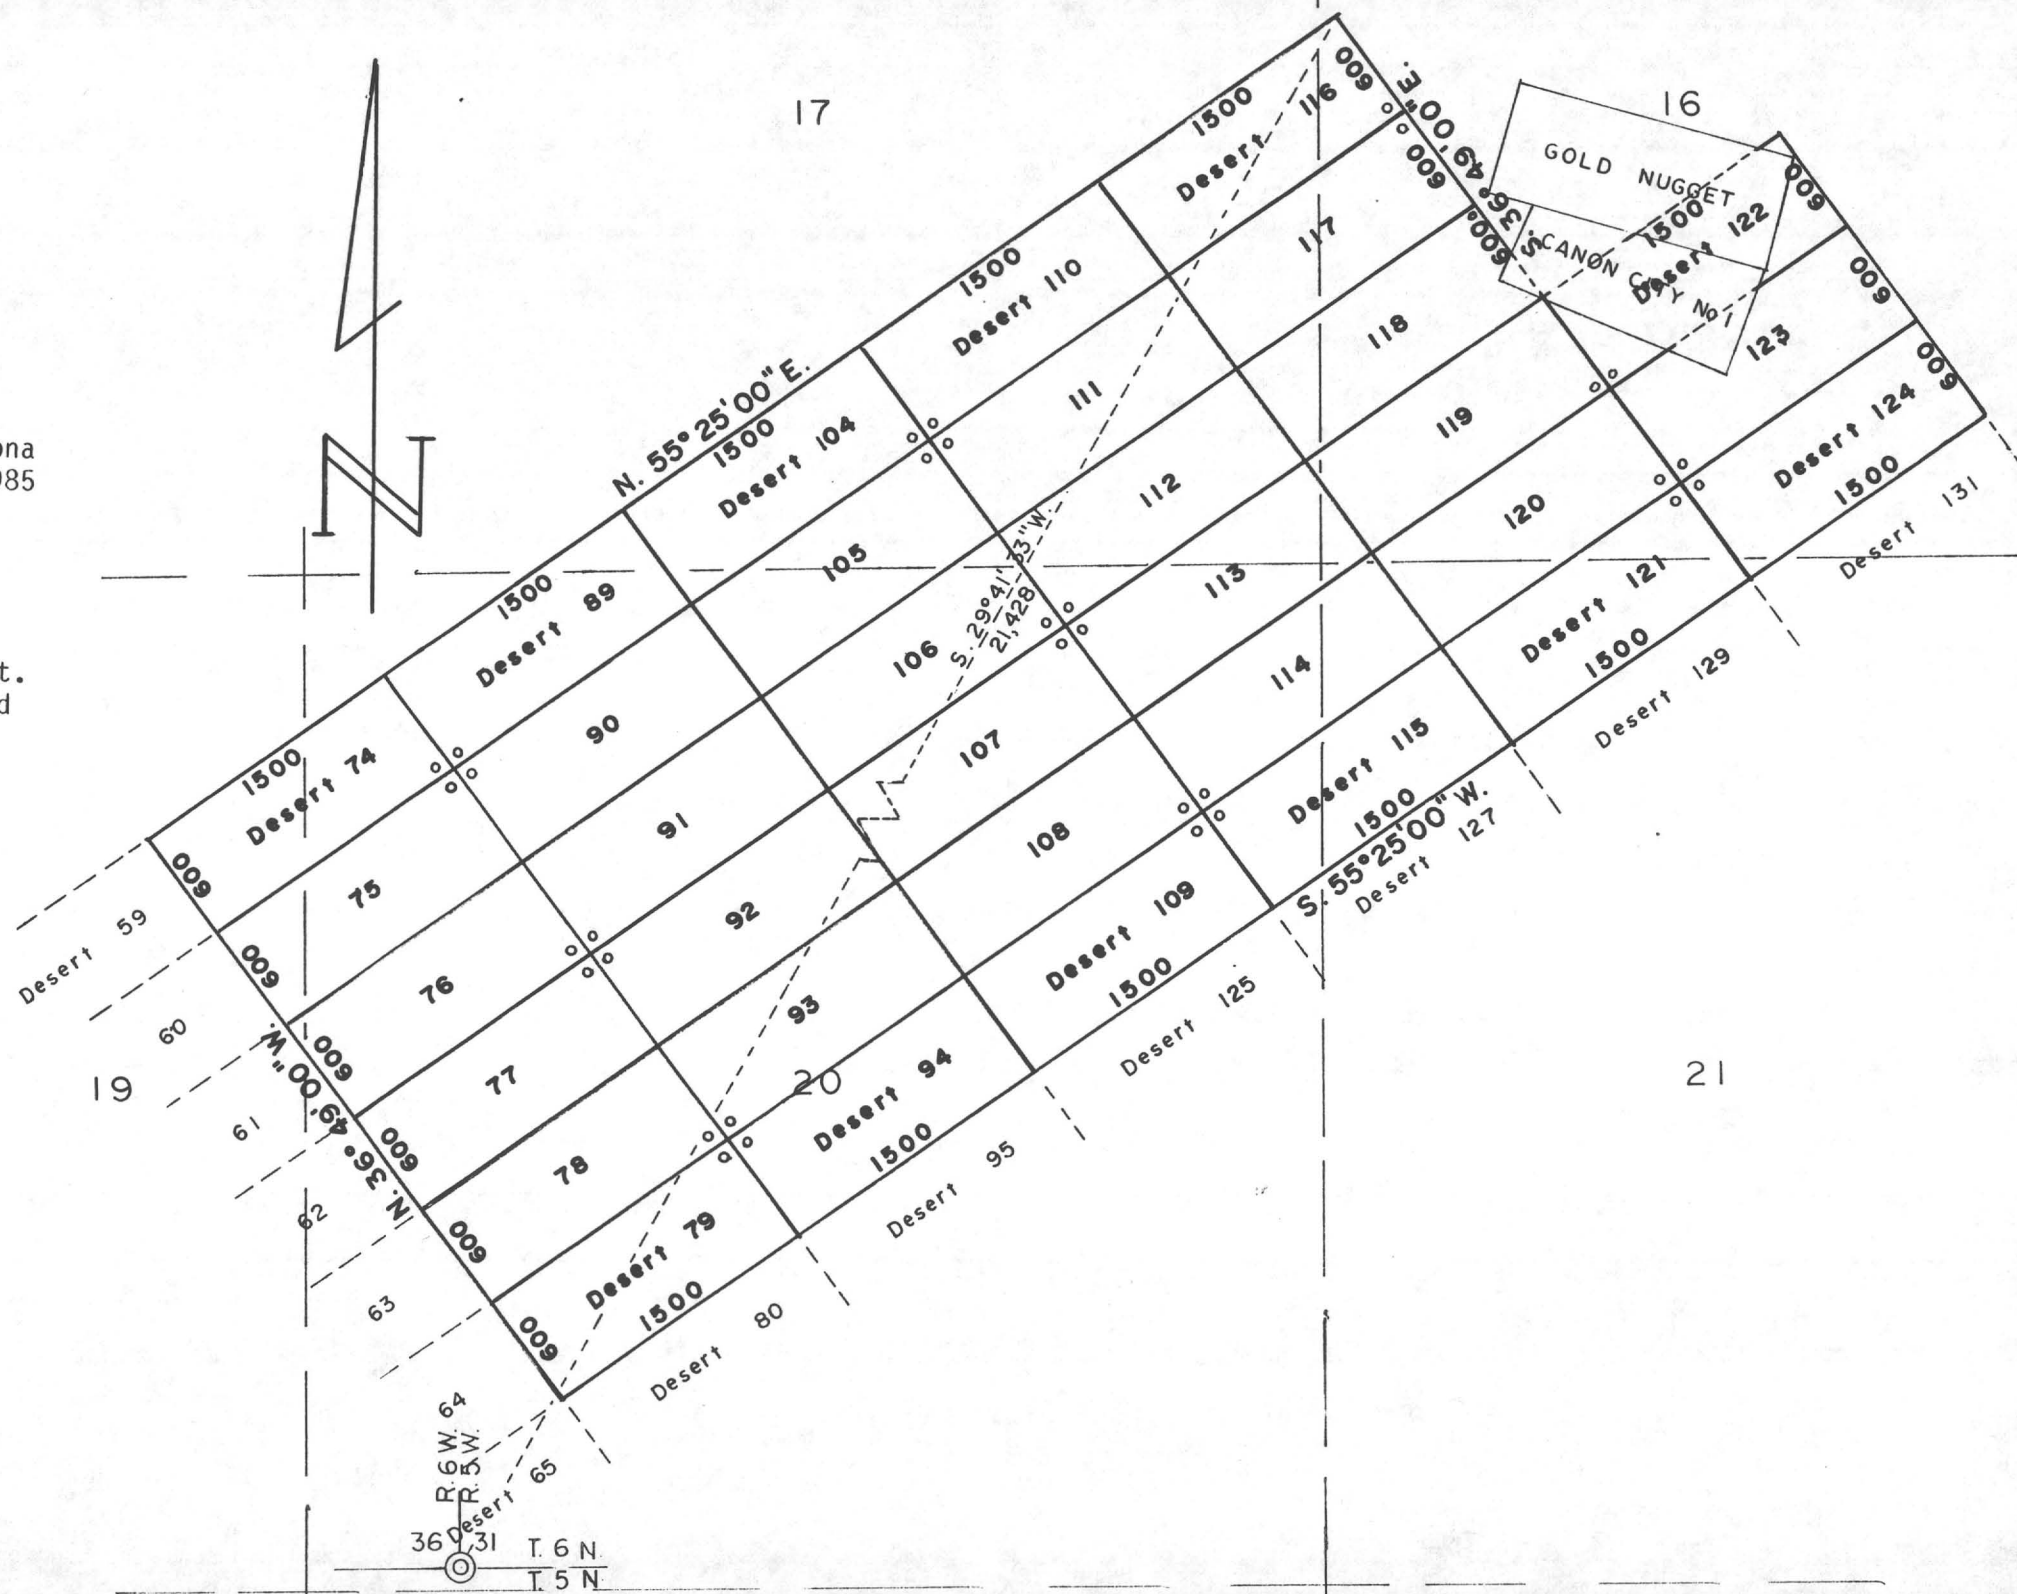 17
16
GOLD NUGGET
CANON CITY No 1
ona
985
t.
d
N
N. 55° 25' 00" E.
S. 36° 49' 00" E.
S. 55° 25' 00" W.
N. 36° 49' 00" W.
21,428
1500
Desert 116
600
117
600
118
600
119
120
Desert 121
1500
1500
Desert 122
600
123
600
Desert 124
600
1500
1500
Desert 110
111
112
113
114
Desert 115
1500
1500
Desert 104
105
106
107
108
Desert 109
1500
1500
Desert 89
90
91
92
93
Desert 94
1500
1500
Desert 74
600
75
600
76
600
77
600
78
600
Desert 79
600
1500
Desert 59
60
61
62
63
64
Desert 65
Desert 80
Desert 95
Desert 125
Desert 127
Desert 129
Desert 131
19
20
21
R. 6 W.
R. 5 W.
36 31
T. 6 N.
T. 5 N.